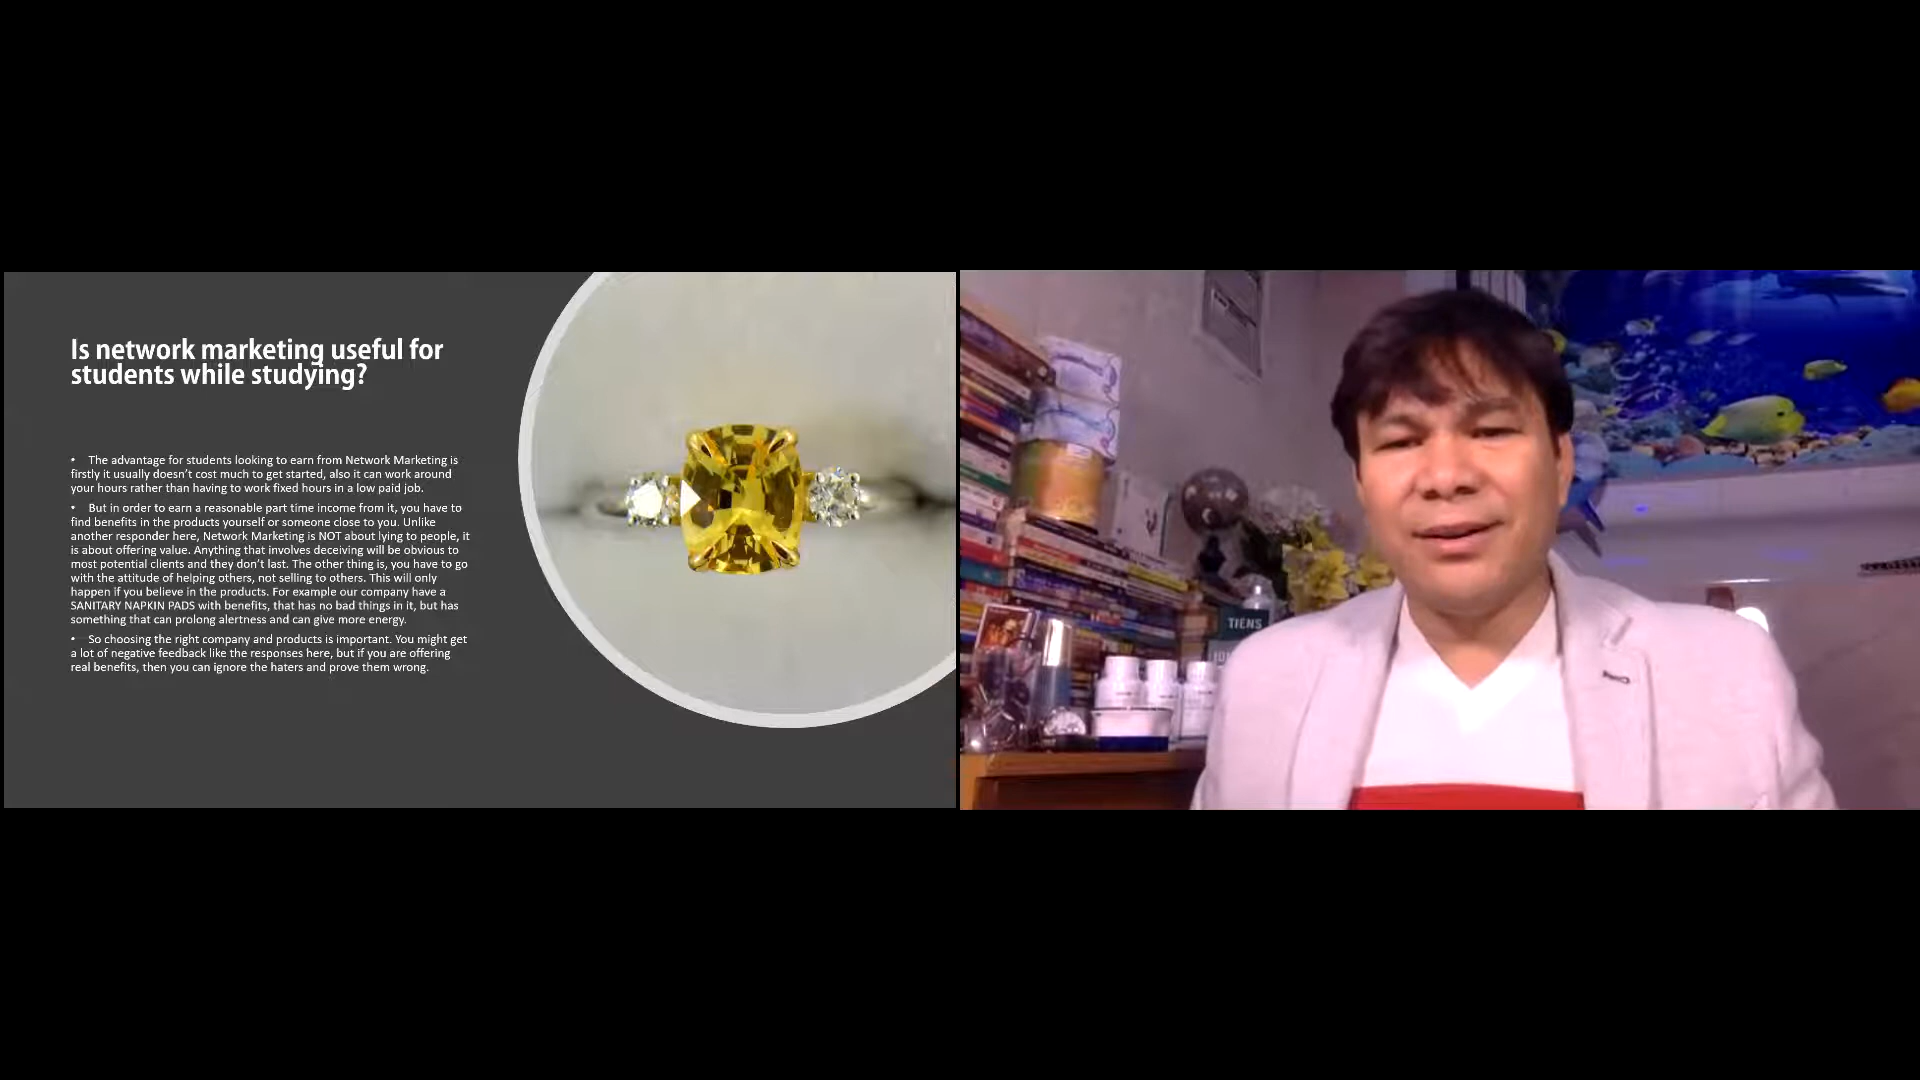 Is network marketing useful for
students while studying?
• The advantage for students looking to earn from Network Marketing is
firstly it usually doesn't cost much to get started, also it can work around
your hours rather than having to work fixed hours in a low paid job.
• But in order to earn a reasonable part time income from it, you have to
find benefits in the products yourself or someone close to you. Unlike
another responder here, Network Marketing is NOT about lying to people, it
is about offering value. Anything that involves deceiving will be obvious to
most potential clients and they don't last. The other thing is, you have to go
with the attitude of helping others, not selling to others. This will only
happen if you believe in the products. For example our company have a
SANITARY NAPKIN PADS with benefits, that has no bad things in it, but has
something that can prolong alertness and can give more energy.
• So choosing the right company and products is important. You might get
a lot of negative feedback like the responses here, but if you are offering
real benefits, then you can ignore the haters and prove them wrong.
TIENS